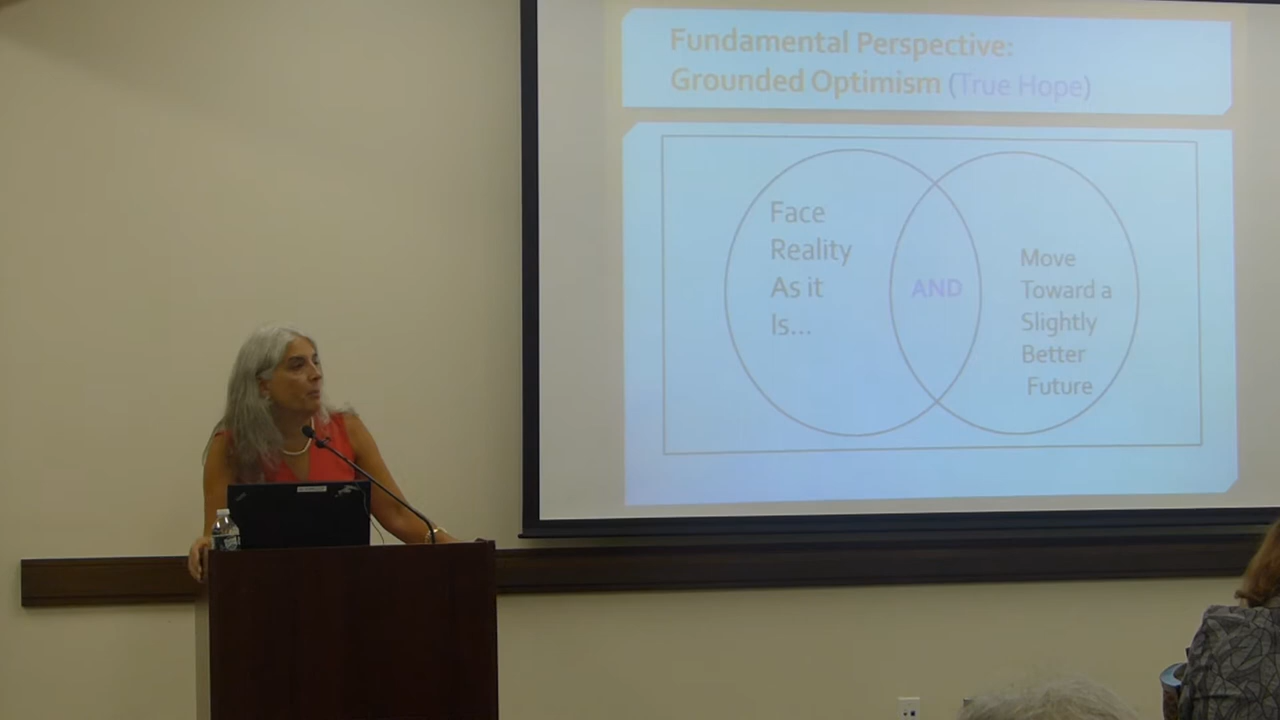 Fundamental Perspective:
Grounded Optimism (True Hope)
Face
Reality
As it
Is...
AND
Move
Toward a
Slightly
Better
Future